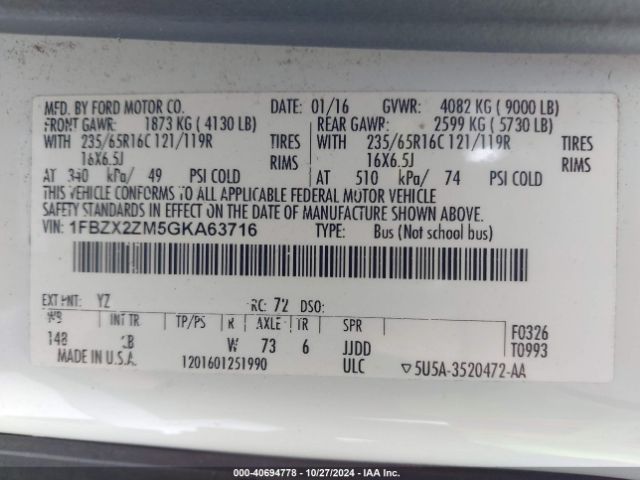 MFD. BY FORD MOTOR CO. DATE: 01/16 GVWR: 4082 KG ( 9000 LB)
FRONT GAWR: 1873 KG ( 4130 LB) REAR GAWR: 2599 KG ( 5730 LB)
WITH 235/65R16C 121/119R TIRES WITH 235/65R16C 121/119R TIRES
16X6.5J RIMS 16X6.5J RIMS
AT 340 kPa/ 49 PSI COLD AT 510 kPa/ 74 PSI COLD
THIS VEHICLE CONFORMS TO ALL APPLICABLE FEDERAL MOTOR VEHICLE
SAFETY STANDARDS IN EFFECT ON THE DATE OF MANUFACTURE SHOWN ABOVE.
VIN: 1FBZX2ZM5GKA63716 TYPE: Bus (Not school bus)
EXT PNT: YZ RC: 72 DSO:
WB INT TR TP/PS R AXLE TR SPR F0326
148 W 73 6 JJDD T0993
MADE IN U.S.A. 1201601251990 ULC ▽5U5A-3520472-AA
000-40694778 - 10/27/2024 - IAA Inc.